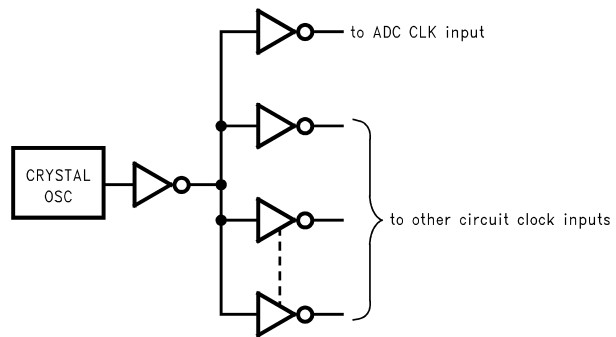 to ADC CLK input
CRYSTAL
OSC
to other circuit clock inputs